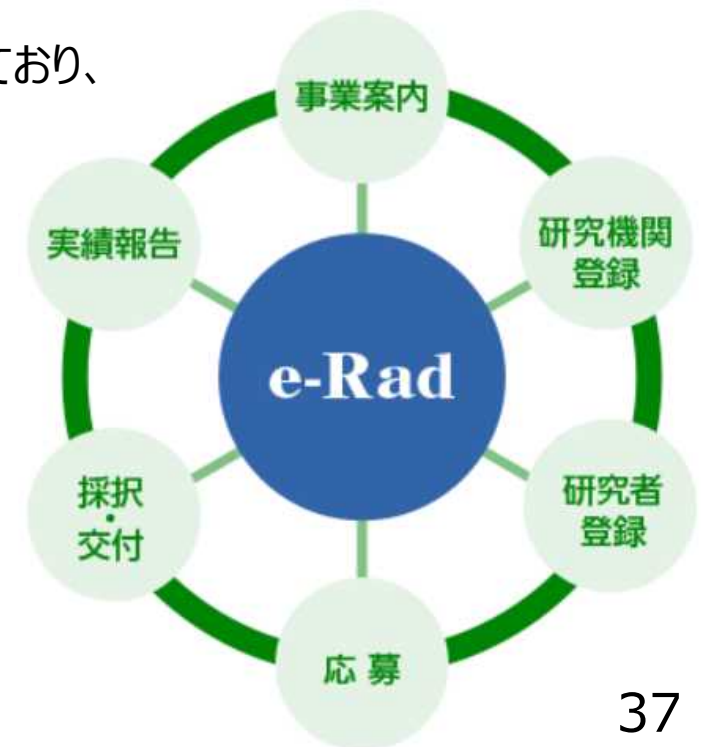 ており、
事業案内
研究機関
登録
研究者
登録
応 募
採択
・
交付
実績報告
e-Rad
37